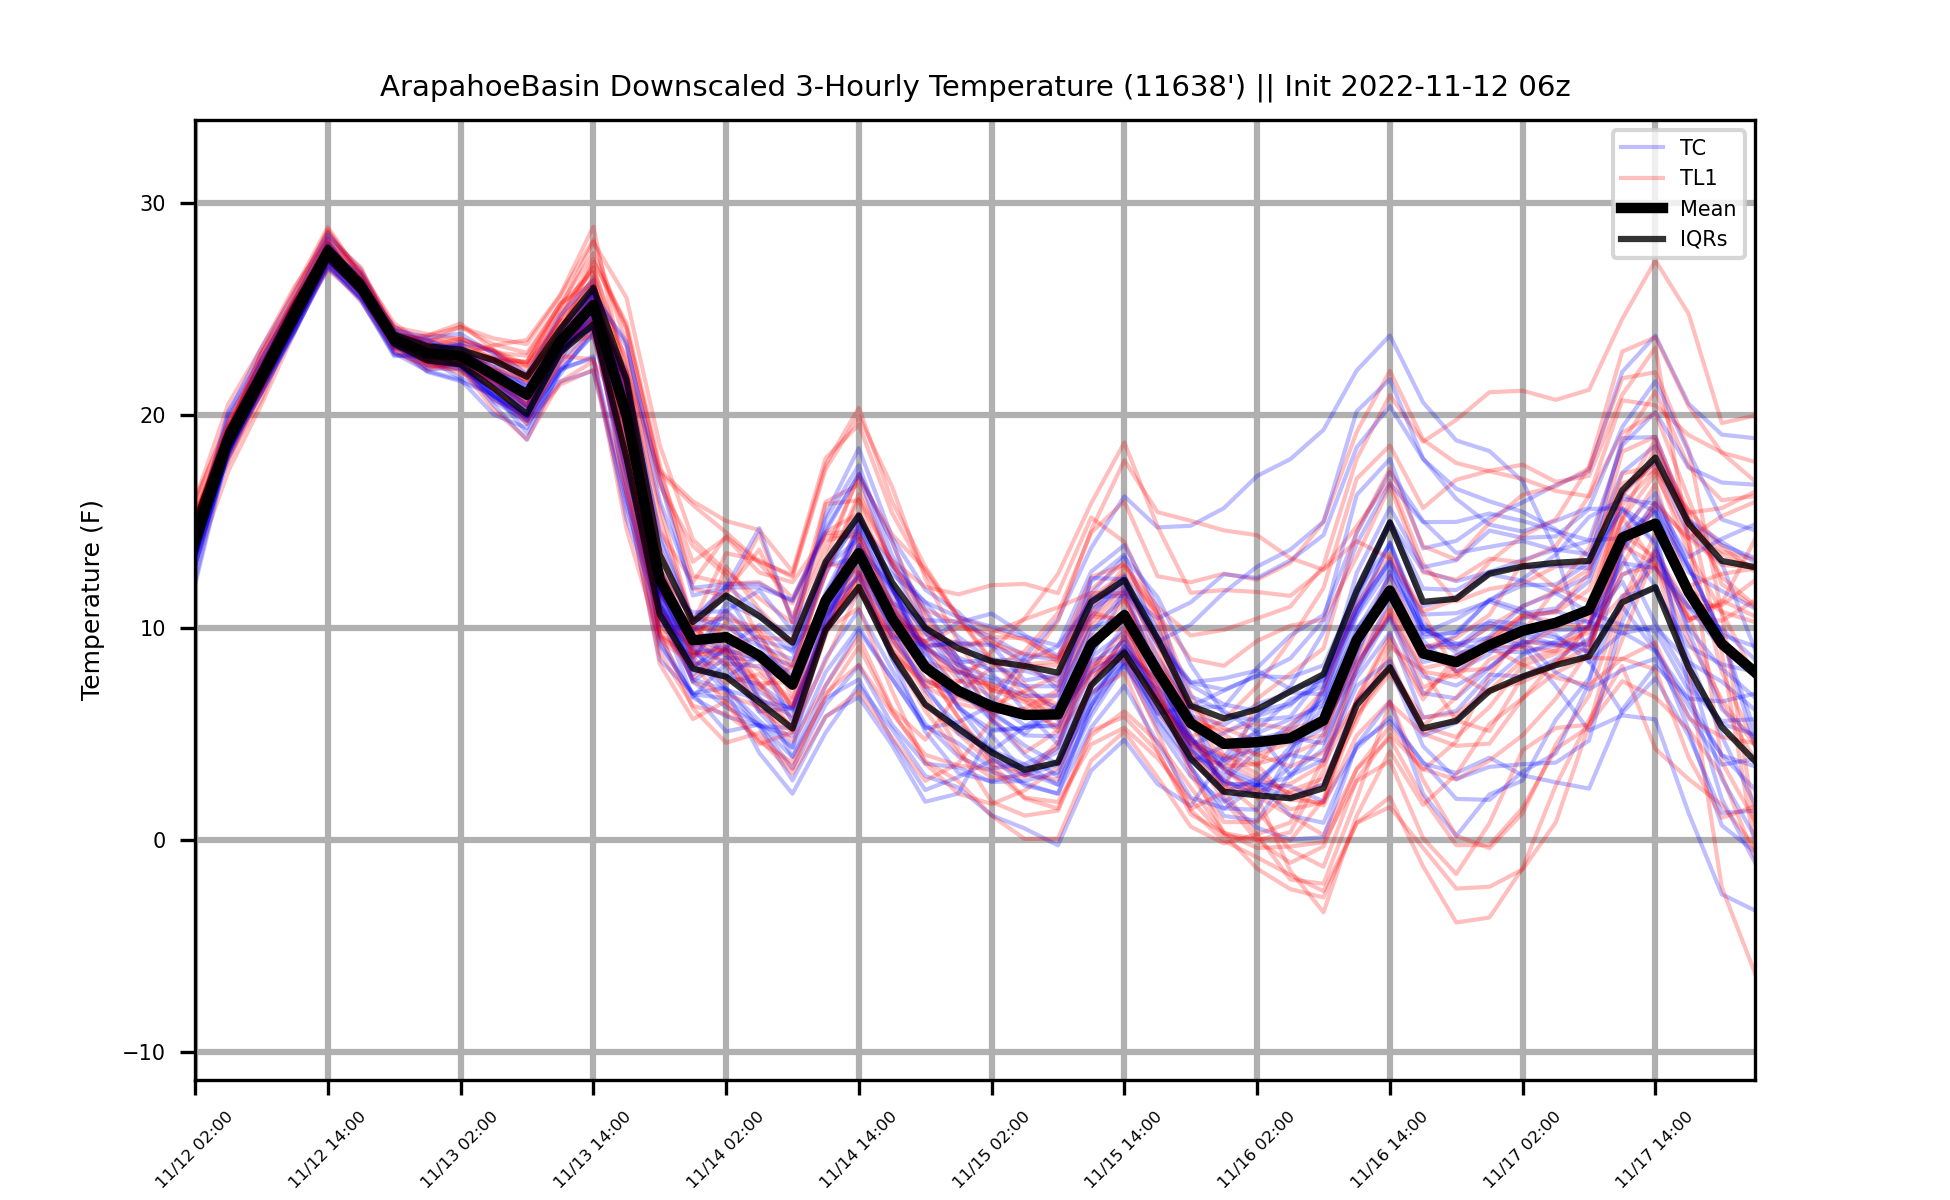 ArapahoeBasin Downscaled 3-Hourly Temperature (11638') || Init 2022-11-12 06z
TC
TL1
Mean
IQRs
Temperature (F)
30
20
10
0
−10
11/12 02:00
11/12 14:00
11/13 02:00
11/13 14:00
11/14 02:00
11/14 14:00
11/15 02:00
11/15 14:00
11/16 02:00
11/16 14:00
11/17 02:00
11/17 14:00